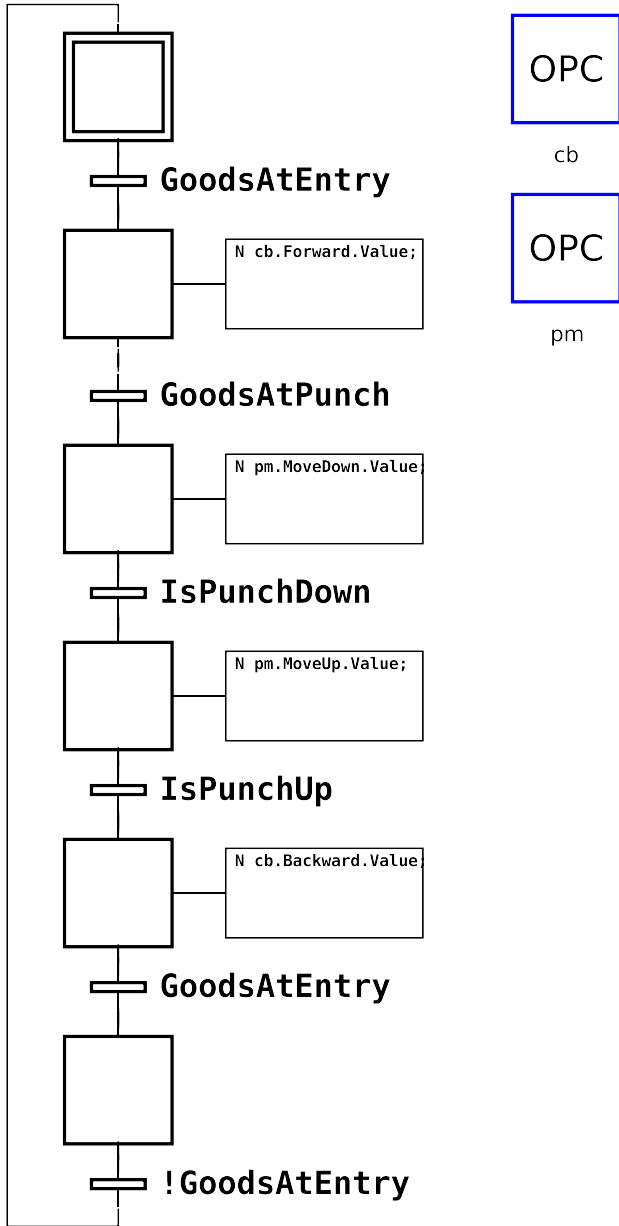 OPC
cb
GoodsAtEntry
OPC
N cb.Forward.Value;
pm
GoodsAtPunch
N pm.MoveDown.Value;
IsPunchDown
N pm.MoveUp.Value;
IsPunchUp
N cb.Backward.Value;
GoodsAtEntry
!GoodsAtEntry